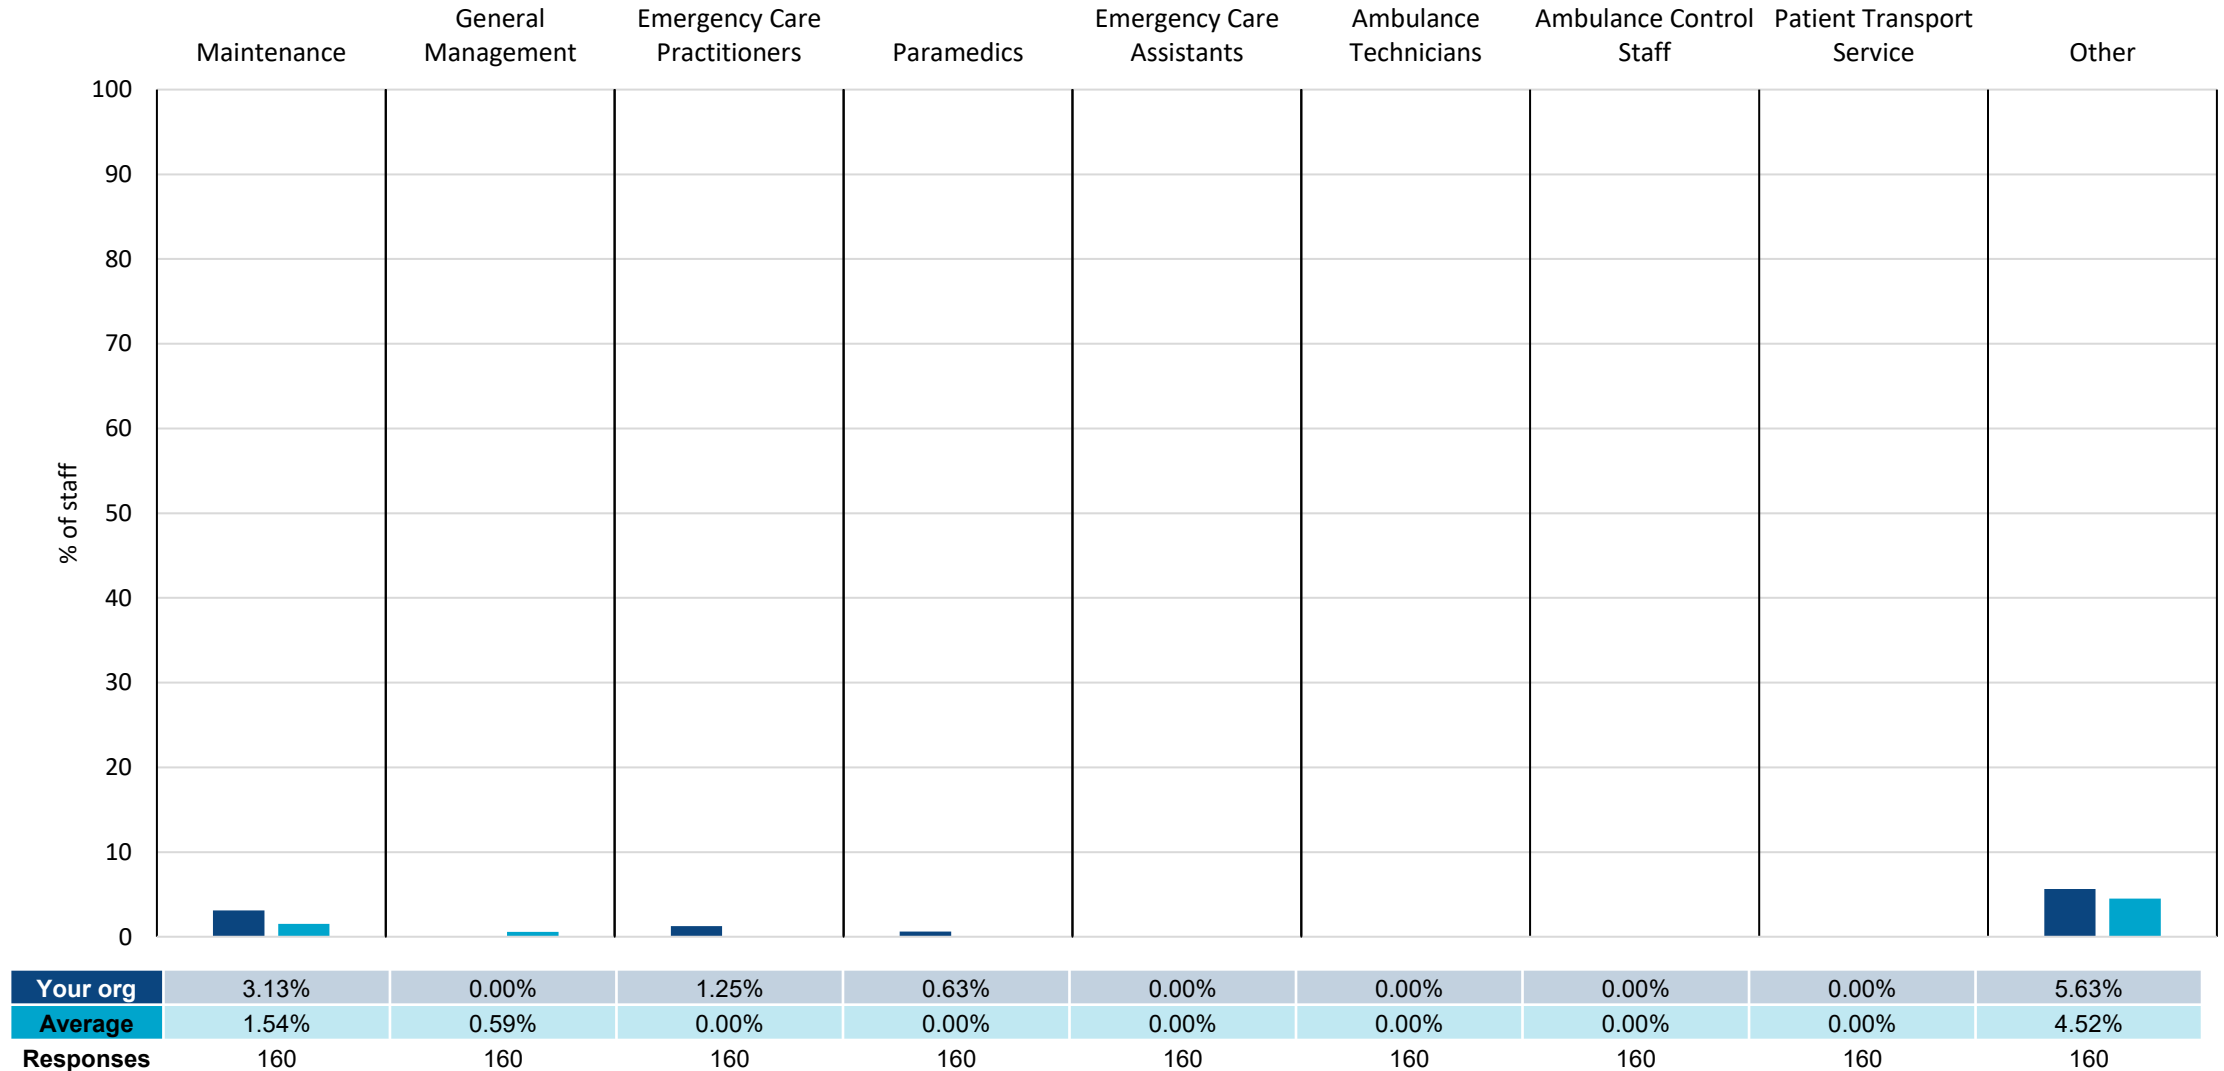 Maintenance
General
Management
Emergency Care
Practitioners
Paramedics
Emergency Care
Assistants
Ambulance
Technicians
Ambulance Control
Staff
Patient Transport
Service
Other
% of staff
100
90
80
70
60
50
40
30
20
10
0
Your org 3.13% 0.00% 1.25% 0.63% 0.00% 0.00% 0.00% 0.00% 5.63%
Average 1.54% 0.59% 0.00% 0.00% 0.00% 0.00% 0.00% 0.00% 4.52%
Responses 160 160 160 160 160 160 160 160 160